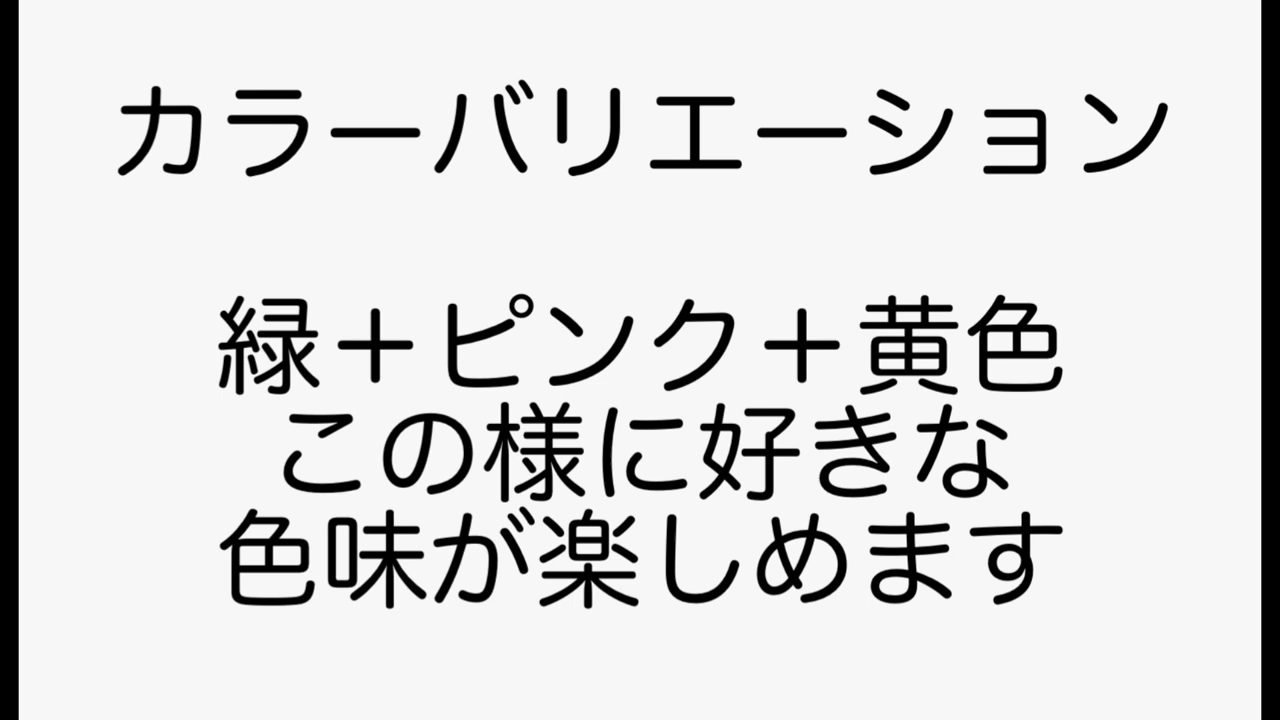 カラーバリエーション
緑＋ピンク＋黄色
この様に好きな
色味が楽しめます